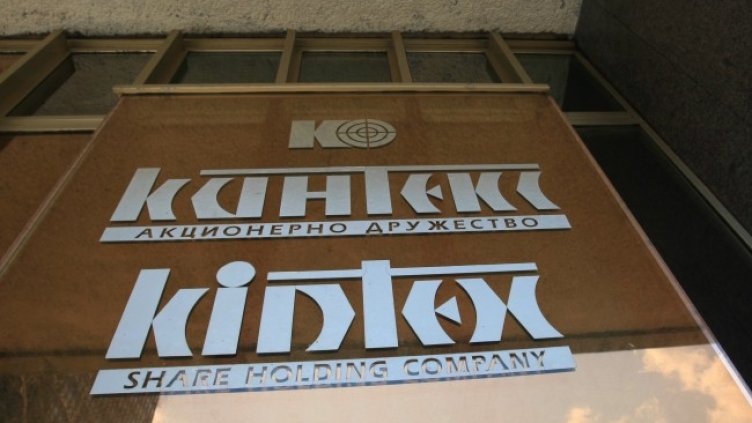 K
КИНТЕКС
АКЦИОНЕРНО ДРУЖЕСТВО
KiNTEX
SHARE HOLDING COMPANY